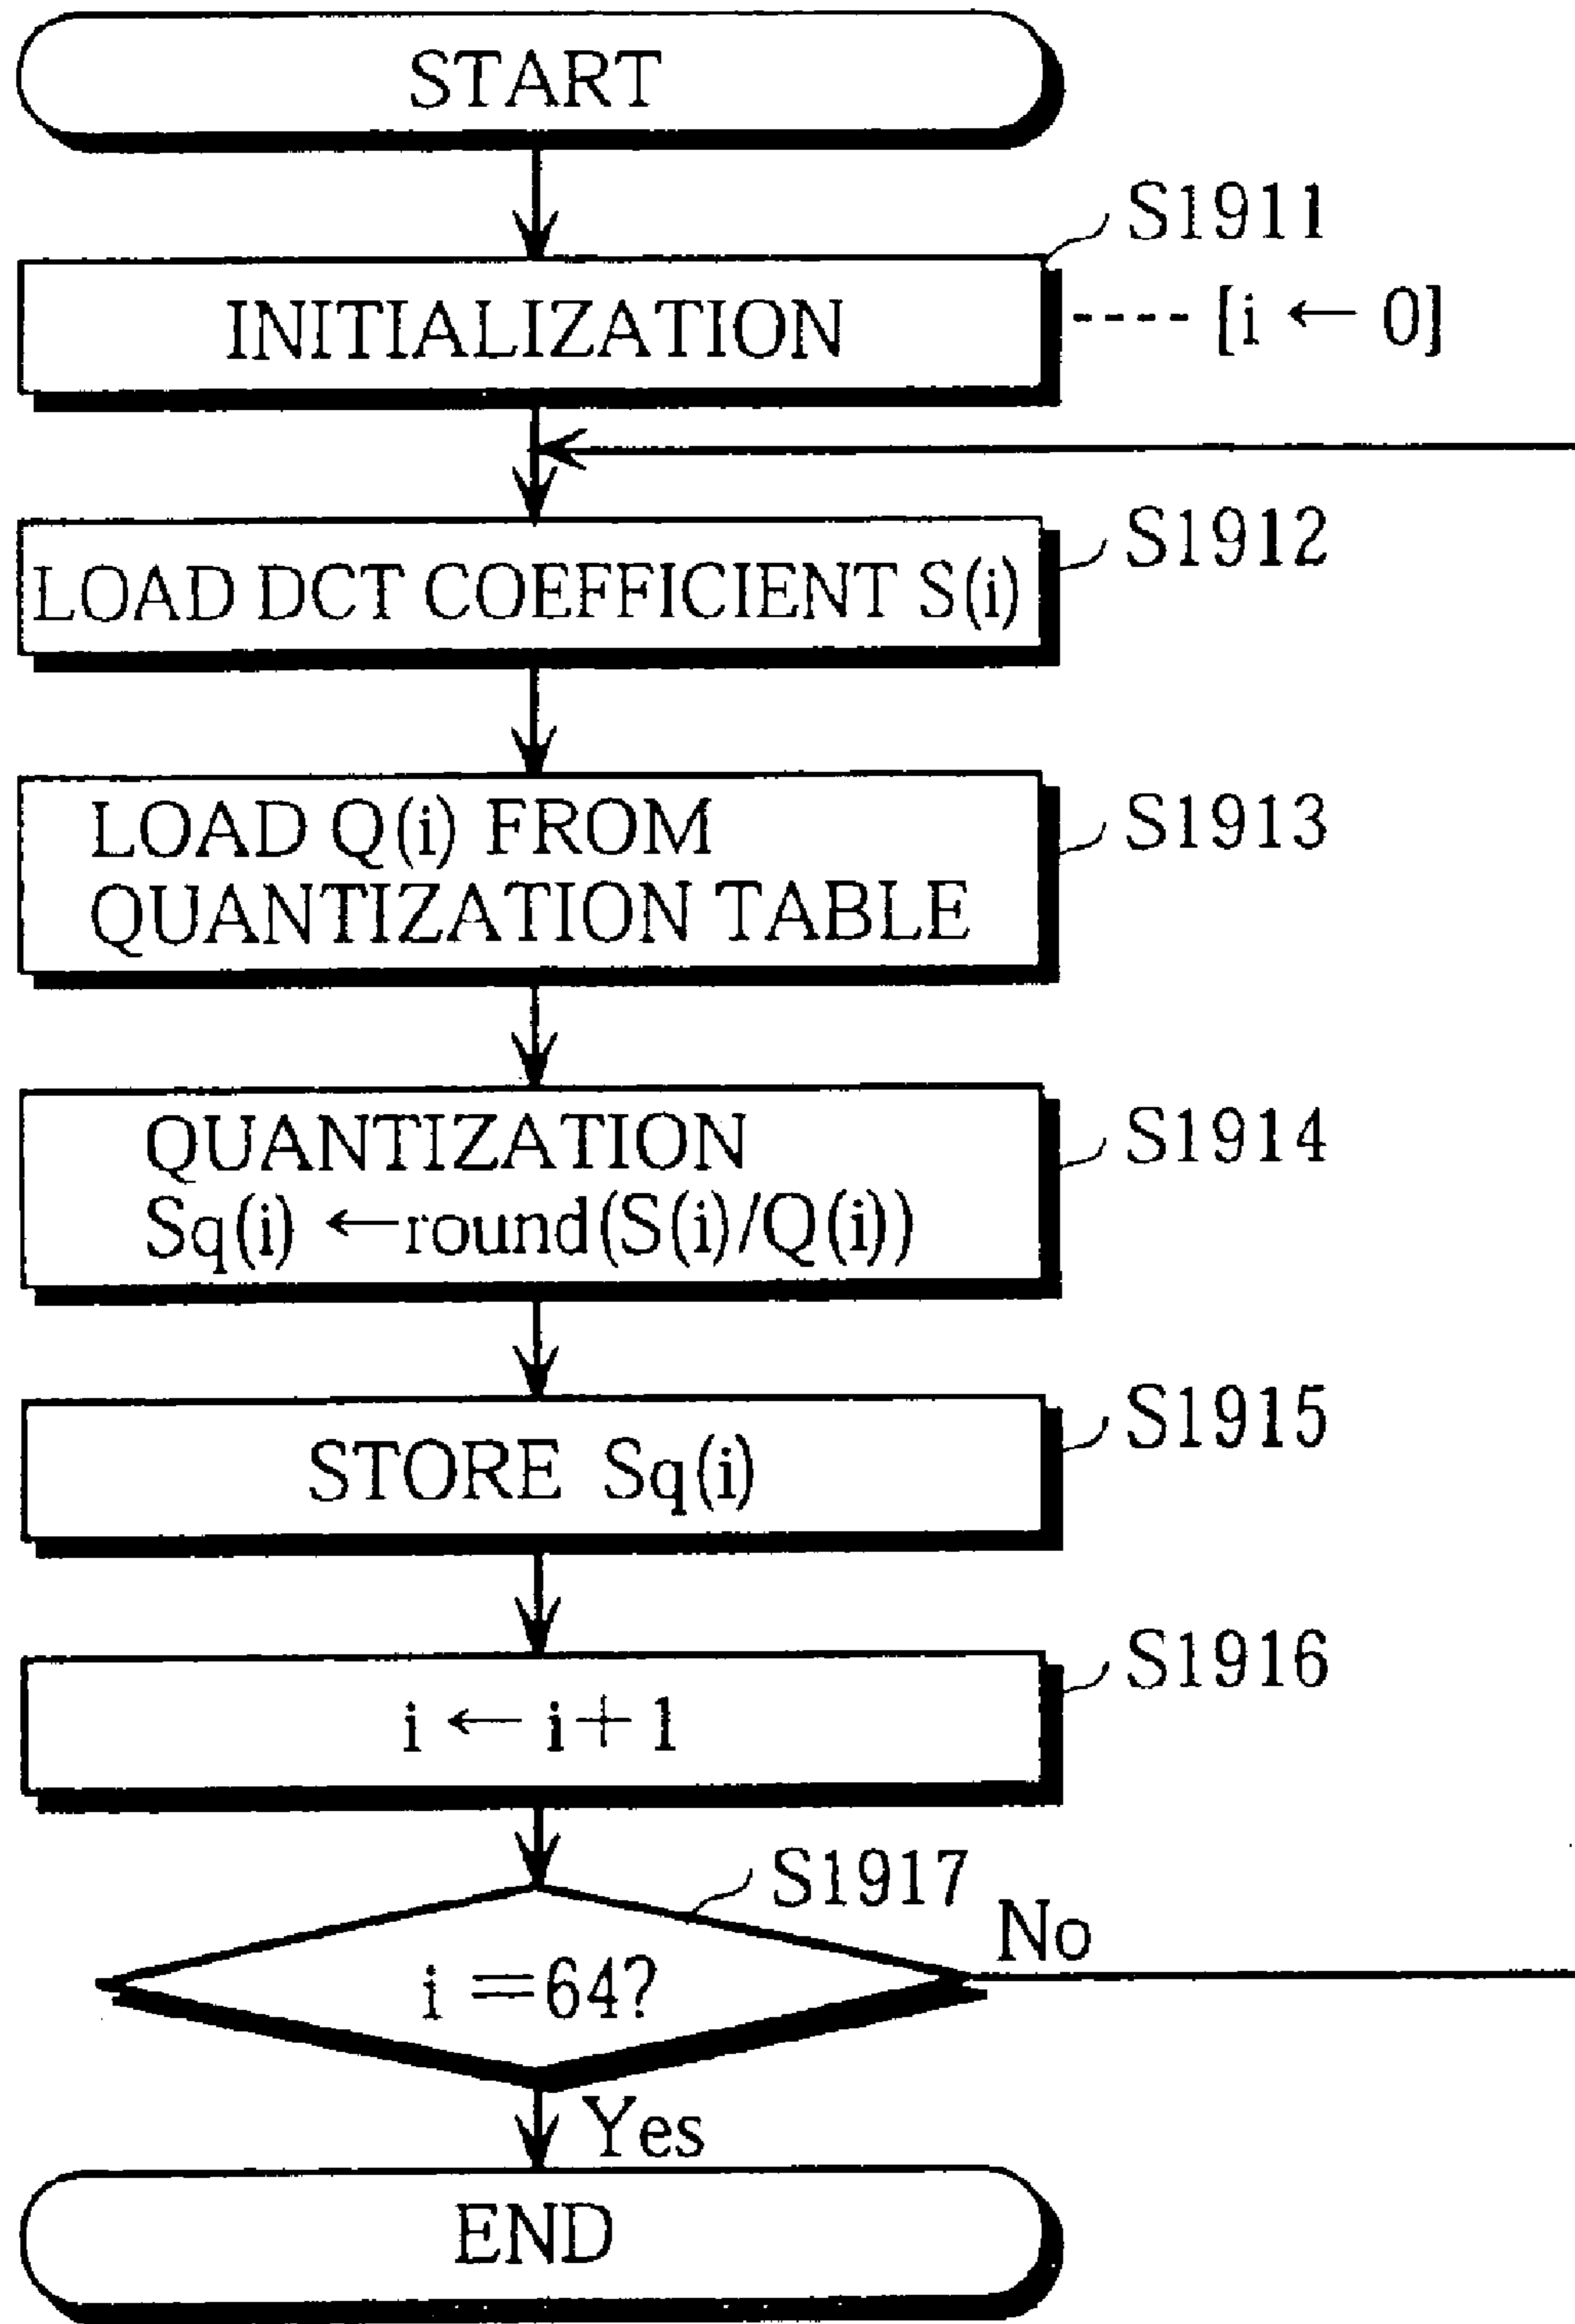 START
S1911
INITIALIZATION
[i ← 0]
S1912
LOAD DCT COEFFICIENT S(i)
S1913
LOAD Q(i) FROM
QUANTIZATION TABLE
S1914
QUANTIZATION
Sq(i) ←round(S(i)/Q(i))
S1915
STORE Sq(i)
S1916
i ← i+1
S1917
No
i =64?
Yes
END